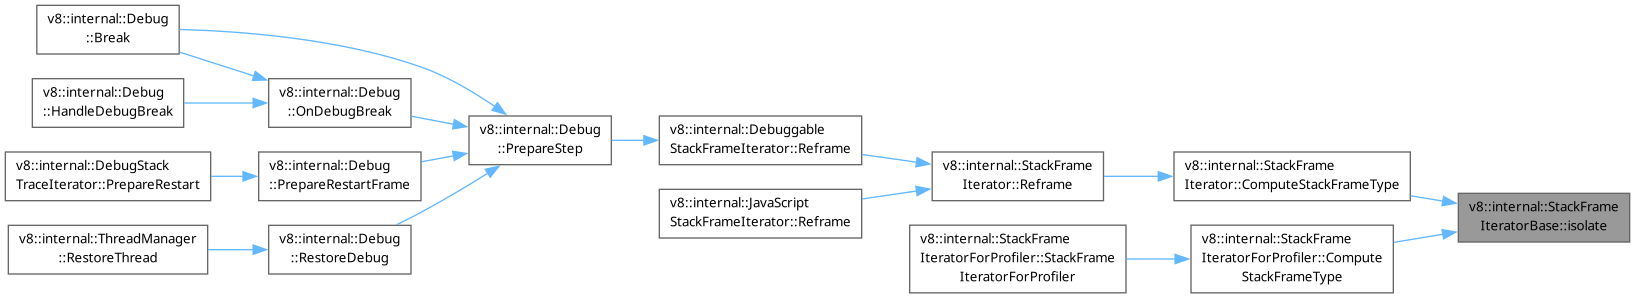 v8::internal::Debug
::Break
v8::internal::Debug
::HandleDebugBreak
v8::internal::DebugStack
TraceIterator::PrepareRestart
v8::internal::ThreadManager
::RestoreThread
v8::internal::Debug
::OnDebugBreak
v8::internal::Debug
::PrepareRestartFrame
v8::internal::Debug
::RestoreDebug
v8::internal::Debug
::PrepareStep
v8::internal::Debuggable
StackFrameIterator::Reframe
v8::internal::JavaScript
StackFrameIterator::Reframe
v8::internal::StackFrame
Iterator::Reframe
v8::internal::StackFrame
IteratorForProfiler::StackFrame
IteratorForProfiler
v8::internal::StackFrame
Iterator::ComputeStackFrameType
v8::internal::StackFrame
IteratorForProfiler::Compute
StackFrameType
v8::internal::StackFrame
IteratorBase::isolate